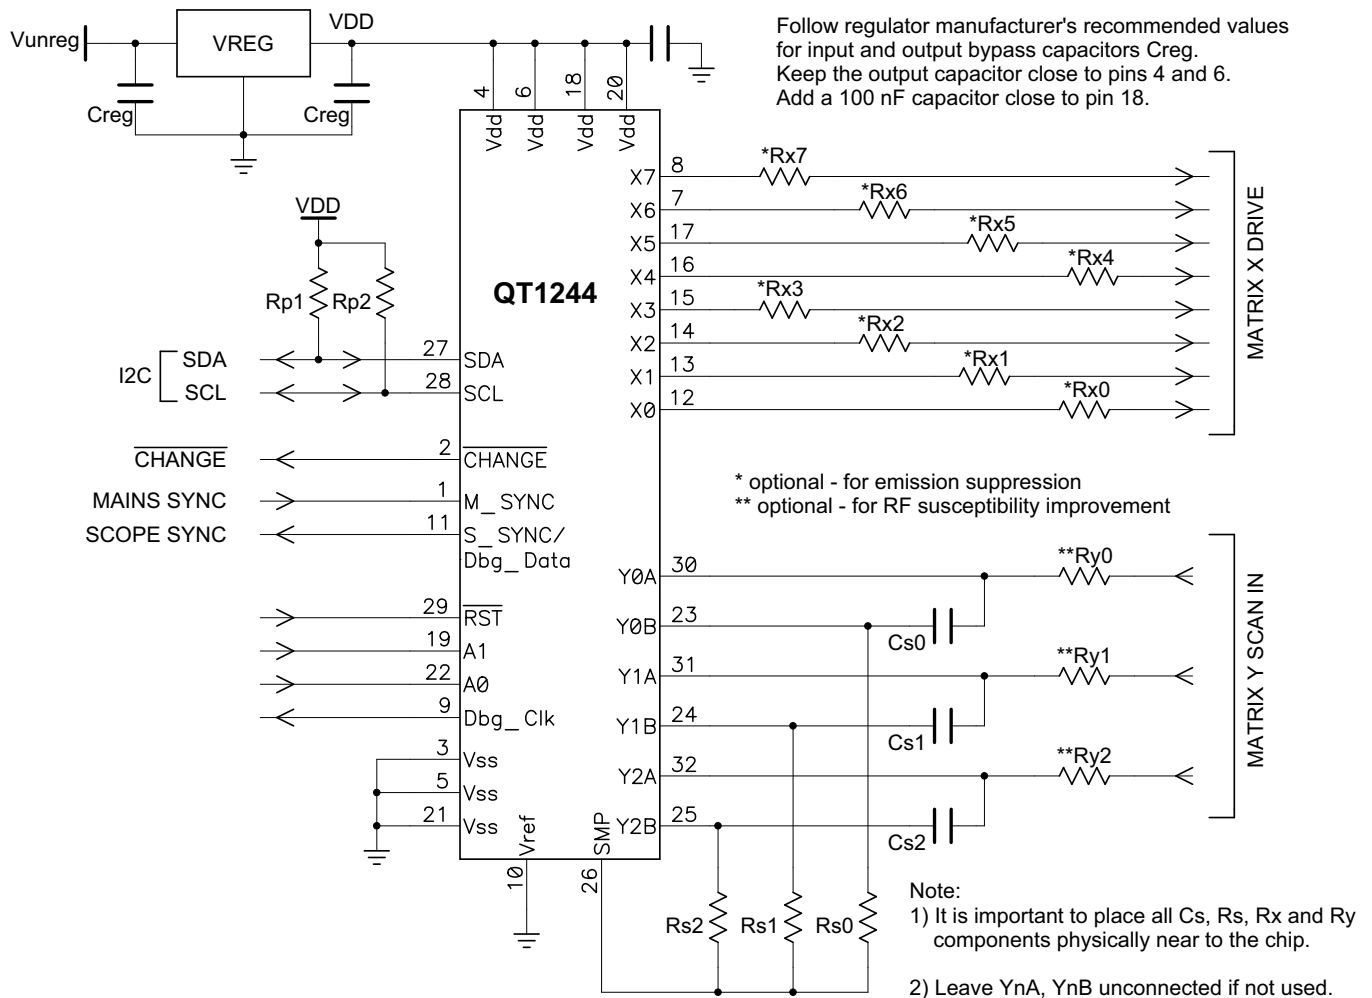 Vunreg
VREG
VDD
Creg
Creg
Follow regulator manufacturer's recommended values
for input and output bypass capacitors Creg.
Keep the output capacitor close to pins 4 and 6.
Add a 100 nF capacitor close to pin 18.
4
6
18
20
Vdd
Vdd
Vdd
Vdd
QT1244
VDD
Rp1
Rp2
I2C
SDA
27
SDA
SCL
28
SCL
CHANGE
2
CHANGE
MAINS SYNC
1
M_SYNC
SCOPE SYNC
11
S_SYNC/
Dbg_Data
29
RST
19
A1
22
A0
9
Dbg_Clk
3
Vss
5
Vss
21
Vss
10
Vref
26
SMP
X7
8
*Rx7
X6
7
*Rx6
X5
17
*Rx5
X4
16
*Rx4
X3
15
*Rx3
X2
14
*Rx2
X1
13
*Rx1
X0
12
*Rx0
MATRIX X DRIVE
* optional - for emission suppression
** optional - for RF susceptibility improvement
Y0A
30
**Ry0
Y0B
23
Cs0
Y1A
31
**Ry1
Y1B
24
Cs1
Y2A
32
**Ry2
Y2B
25
Cs2
MATRIX Y SCAN IN
Rs2
Rs1
Rs0
Note:
1) It is important to place all Cs, Rs, Rx and Ry
components physically near to the chip.
2) Leave YnA, YnB unconnected if not used.